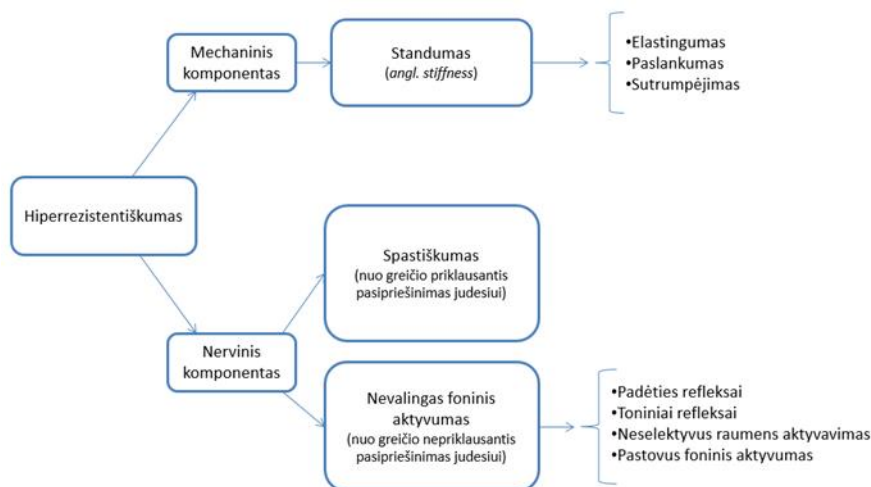 Mechaninis
komponentas
Standumas
(angl. stiffness)
•Elastingumas
•Paslankumas
•Sutrumpėjimas
Hiperrezistentiškumas
Spastiškumas
(nuo greičio priklausantis
pasipriešinimas judesiui)
Nervinis
komponentas
Nevalingas foninis
aktyvumas
(nuo greičio nepriklausantis
pasipriešinimas judesiui)
•Padėties refleksai
•Toniniai refleksai
•Neselektyvus raumens aktyvavimas
•Pastovus foninis aktyvumas